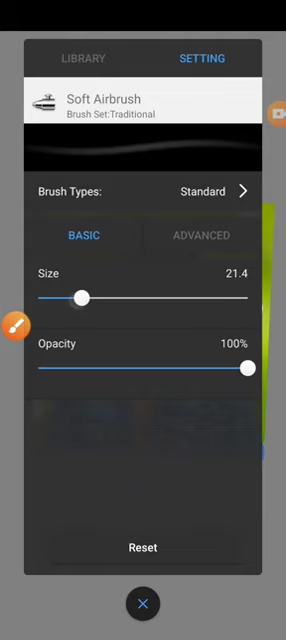 LIBRARY SETTING
Soft Airbrush
Brush Set:Traditional
Brush Types: Standard
BASIC ADVANCED
Size 21.4
Opacity 100%
Reset